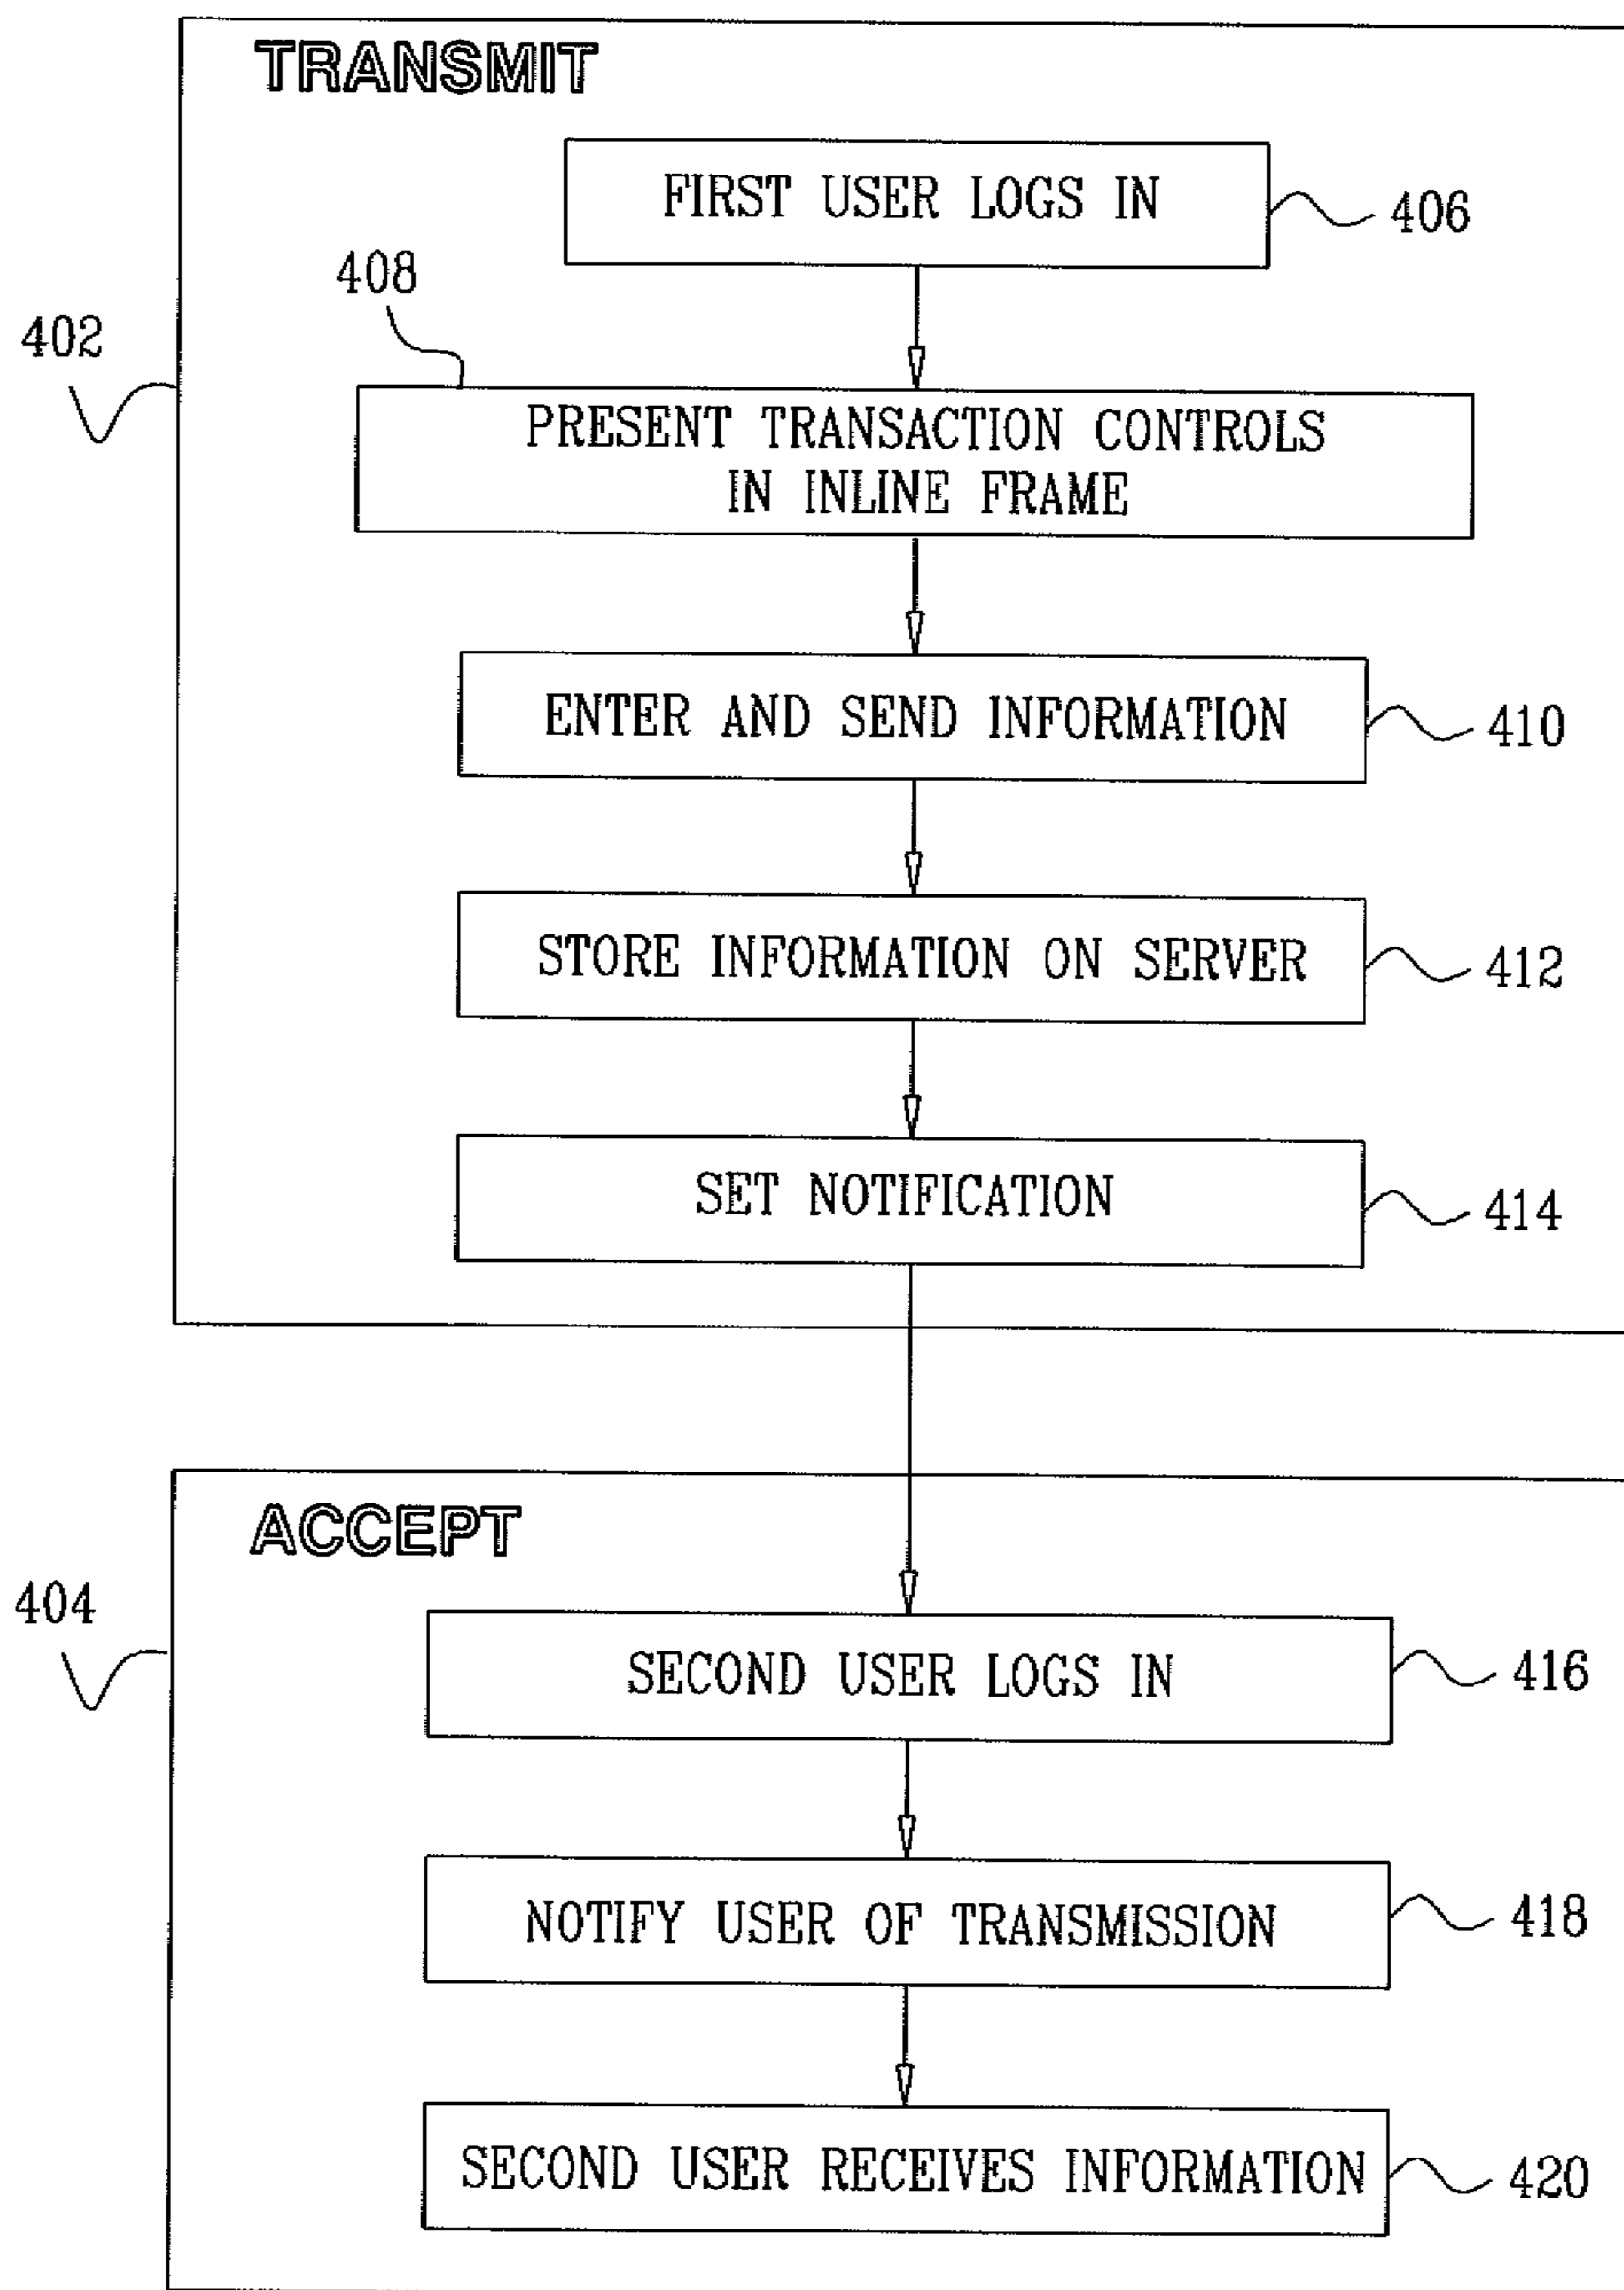 TRANSMIT
FIRST USER LOGS IN
406
408
402
PRESENT TRANSACTION CONTROLS
IN INLINE FRAME
ENTER AND SEND INFORMATION
410
STORE INFORMATION ON SERVER
412
SET NOTIFICATION
414
ACCEPT
404
SECOND USER LOGS IN
416
NOTIFY USER OF TRANSMISSION
418
SECOND USER RECEIVES INFORMATION
420